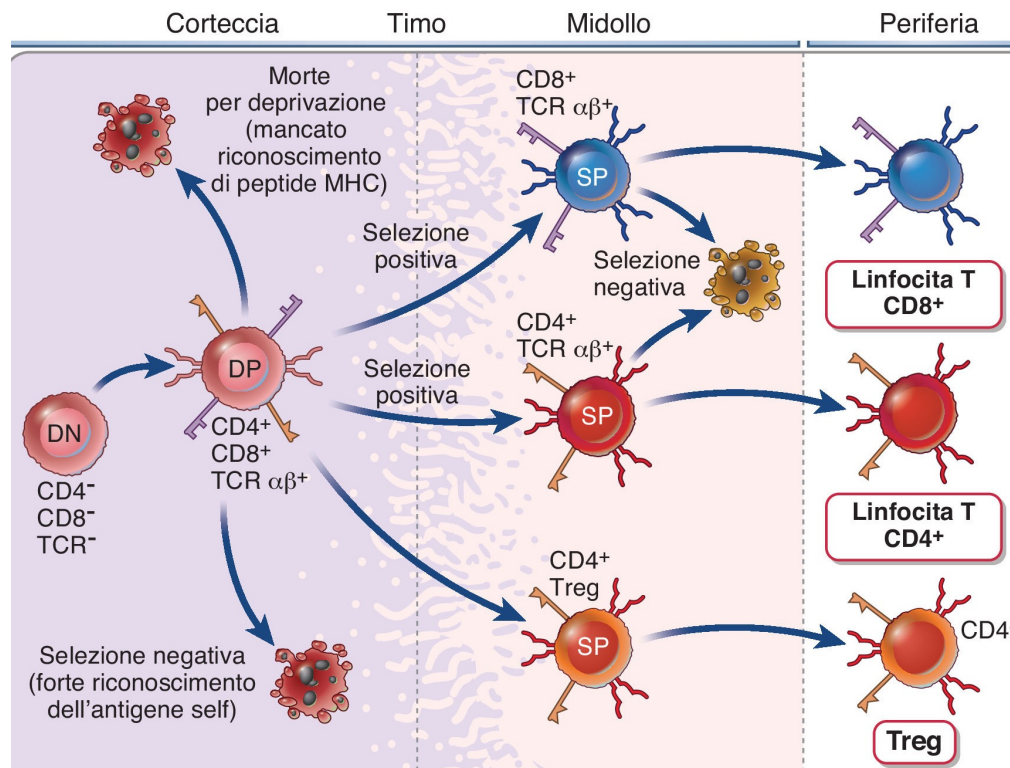 Corteccia
Timo
Midollo
Periferia
Morte
per deprivazione
(mancato
riconoscimento
di peptide MHC)
CD8+
TCR αβ+
SP
Selezione
positiva
Selezione
negativa
Linfocita T
CD8+
DP
CD4+
CD8+
TCR αβ+
DN
CD4-
CD8-
TCR-
Selezione
positiva
CD4+
TCR αβ+
SP
Linfocita T
CD4+
CD4+
Treg
SP
CD4
Treg
Selezione negativa
(forte riconoscimento
dell'antigene self)